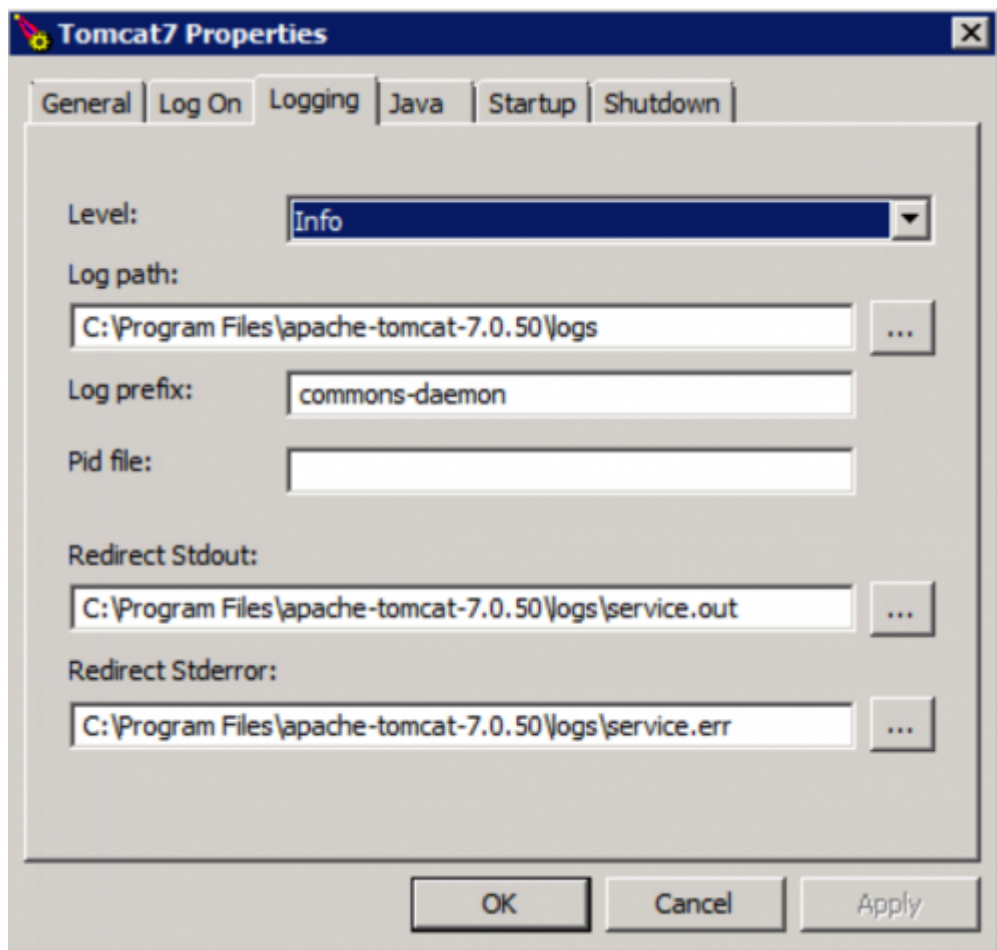 Tomcat7 Properties
General Log On Logging Java Startup Shutdown
Level: Info
Log path:
C:\Program Files\apache-tomcat-7.0.50\logs ...
Log prefix: commons-daemon
Pid file:
Redirect Stdout:
C:\Program Files\apache-tomcat-7.0.50\logs\service.out ...
Redirect Stderror:
C:\Program Files\apache-tomcat-7.0.50\logs\service.err ...
OK Cancel Apply